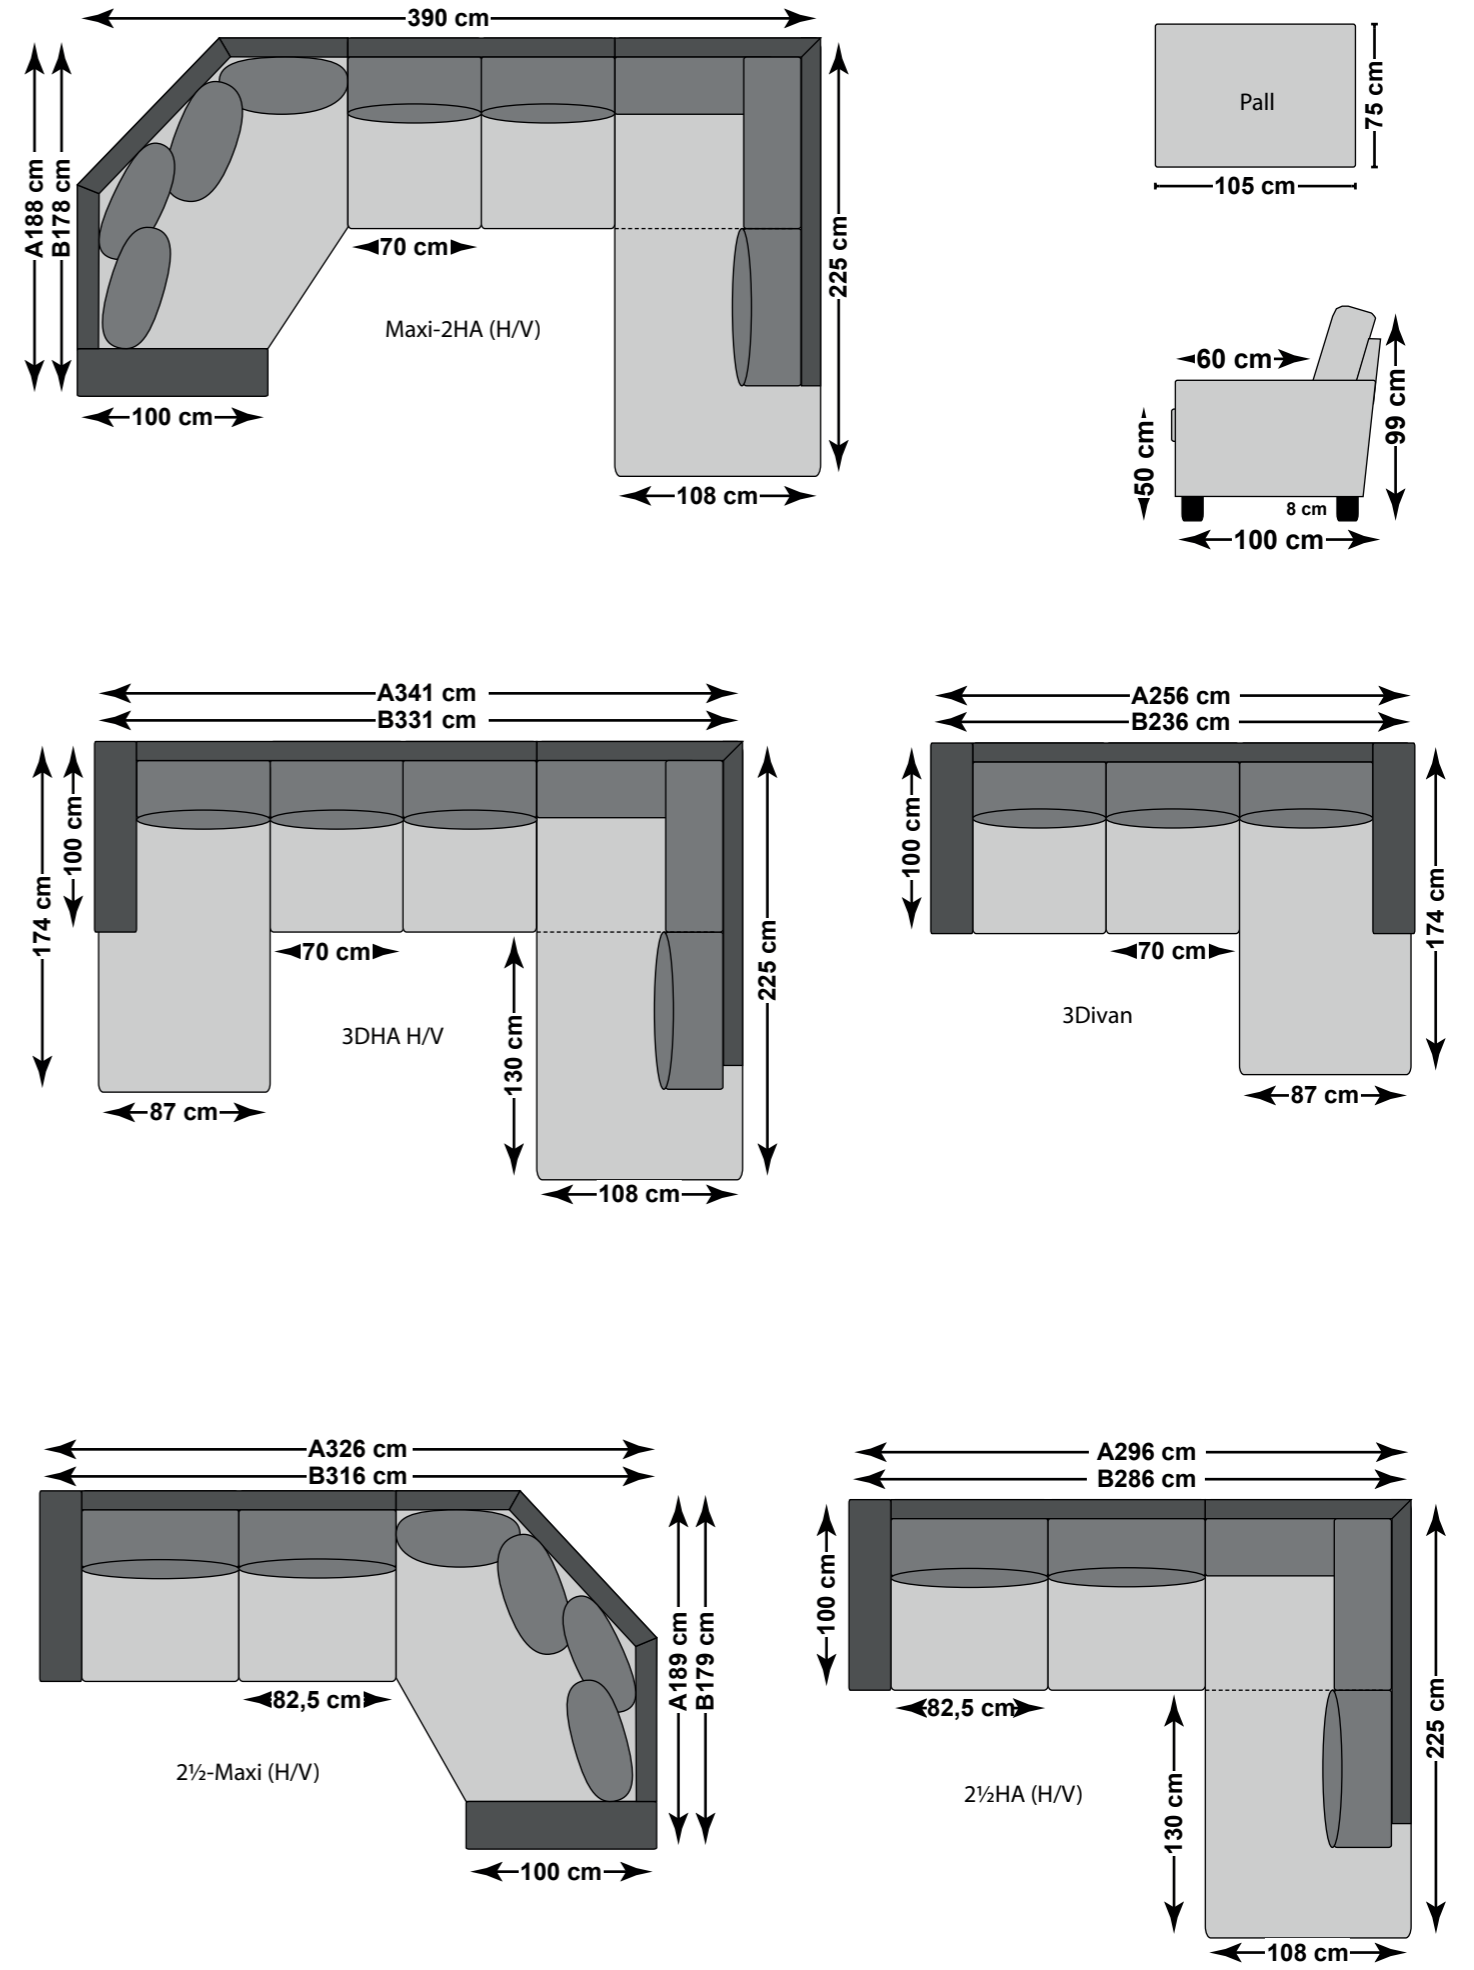 390 cm
A188 cm
B178 cm
70 cm
225 cm
Maxi-2HA (H/V)
100 cm
108 cm
Pall
75 cm
105 cm
60 cm
99 cm
50 cm
8 cm
100 cm
A341 cm
B331 cm
174 cm
100 cm
70 cm
225 cm
3DHA H/V
130 cm
87 cm
108 cm
A256 cm
B236 cm
100 cm
174 cm
70 cm
3Divan
87 cm
A326 cm
B316 cm
A189 cm
B179 cm
82,5 cm
2½-Maxi (H/V)
100 cm
A296 cm
B286 cm
100 cm
82,5 cm
225 cm
2½HA (H/V)
130 cm
108 cm